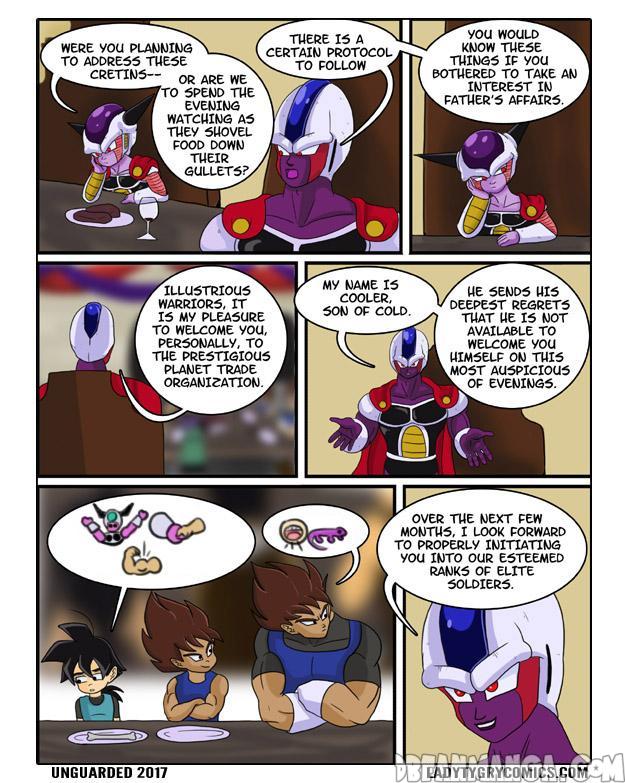 WERE YOU PLANNING
TO ADDRESS THESE
CRETINS--
OR ARE WE
TO SPEND THE
EVENING
WATCHING AS
THEY SHOVEL
FOOD DOWN
THEIR
GULLETS?
THERE IS A
CERTAIN PROTOCOL
TO FOLLOW
YOU WOULD
KNOW THESE
THINGS IF YOU
BOTHERED TO TAKE AN
INTEREST IN
FATHER'S AFFAIRS.
ILLUSTRIOUS
WARRIORS, IT
IS MY PLEASURE
TO WELCOME YOU,
PERSONALLY, TO
THE PRESTIGIOUS
PLANET TRADE
ORGANIZATION.
MY NAME IS
COOLER,
SON OF COLD.
HE SENDS HIS
DEEPEST REGRETS
THAT HE IS NOT
AVAILABLE TO
WELCOME YOU
HIMSELF ON THIS
MOST AUSPICIOUS
OF EVENINGS.
OVER THE NEXT FEW
MONTHS, I LOOK FORWARD
TO PROPERLY INITIATING
YOU INTO OUR ESTEEMED
RANKS OF ELITE
SOLDIERS.
UNGUARDED 2017
LADYTYGRYCOMICS.COM
DBFANMANGA.COM